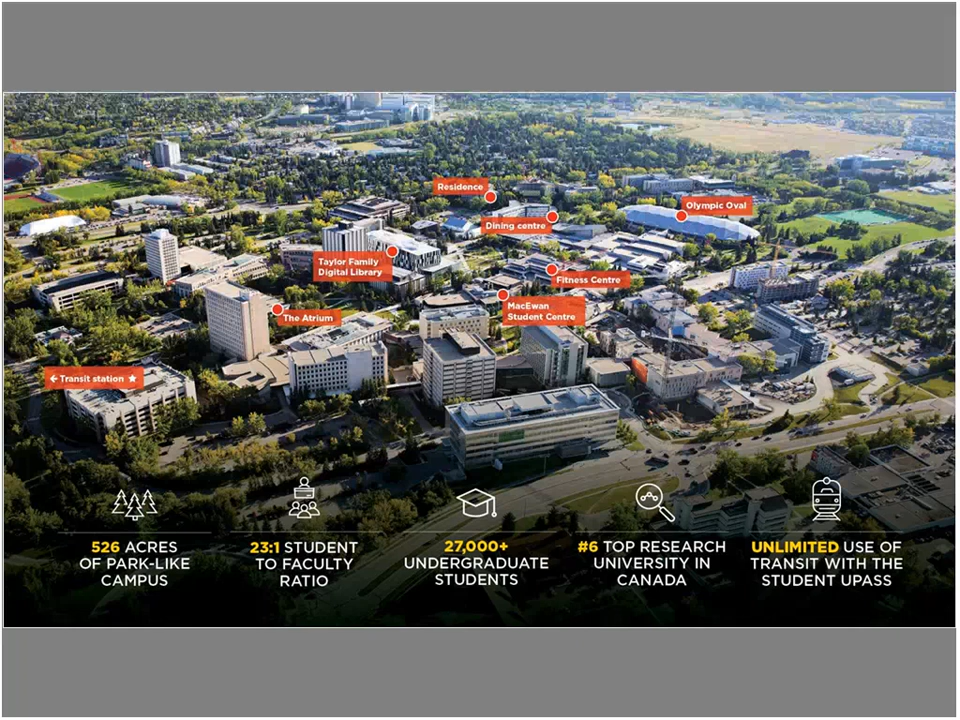 Residence
Olympic Oval
Dining centre
Taylor Family
Digital Library
Fitness Centre
MacEwan
Student Centre
The Atrium
← Transit station ★
526 ACRES
OF PARK-LIKE
CAMPUS
23:1 STUDENT
TO FACULTY
RATIO
27,000+
UNDERGRADUATE
STUDENTS
#6 TOP RESEARCH
UNIVERSITY IN
CANADA
UNLIMITED USE OF
TRANSIT WITH THE
STUDENT UPASS